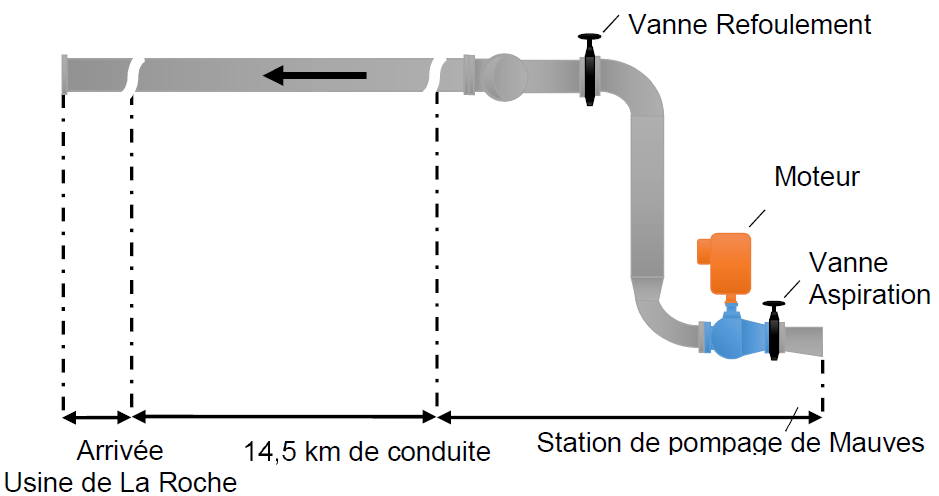 Vanne Refoulement
Moteur
Vanne
Aspiration
Arrivée
Usine de La Roche
14,5 km de conduite
Station de pompage de Mauves